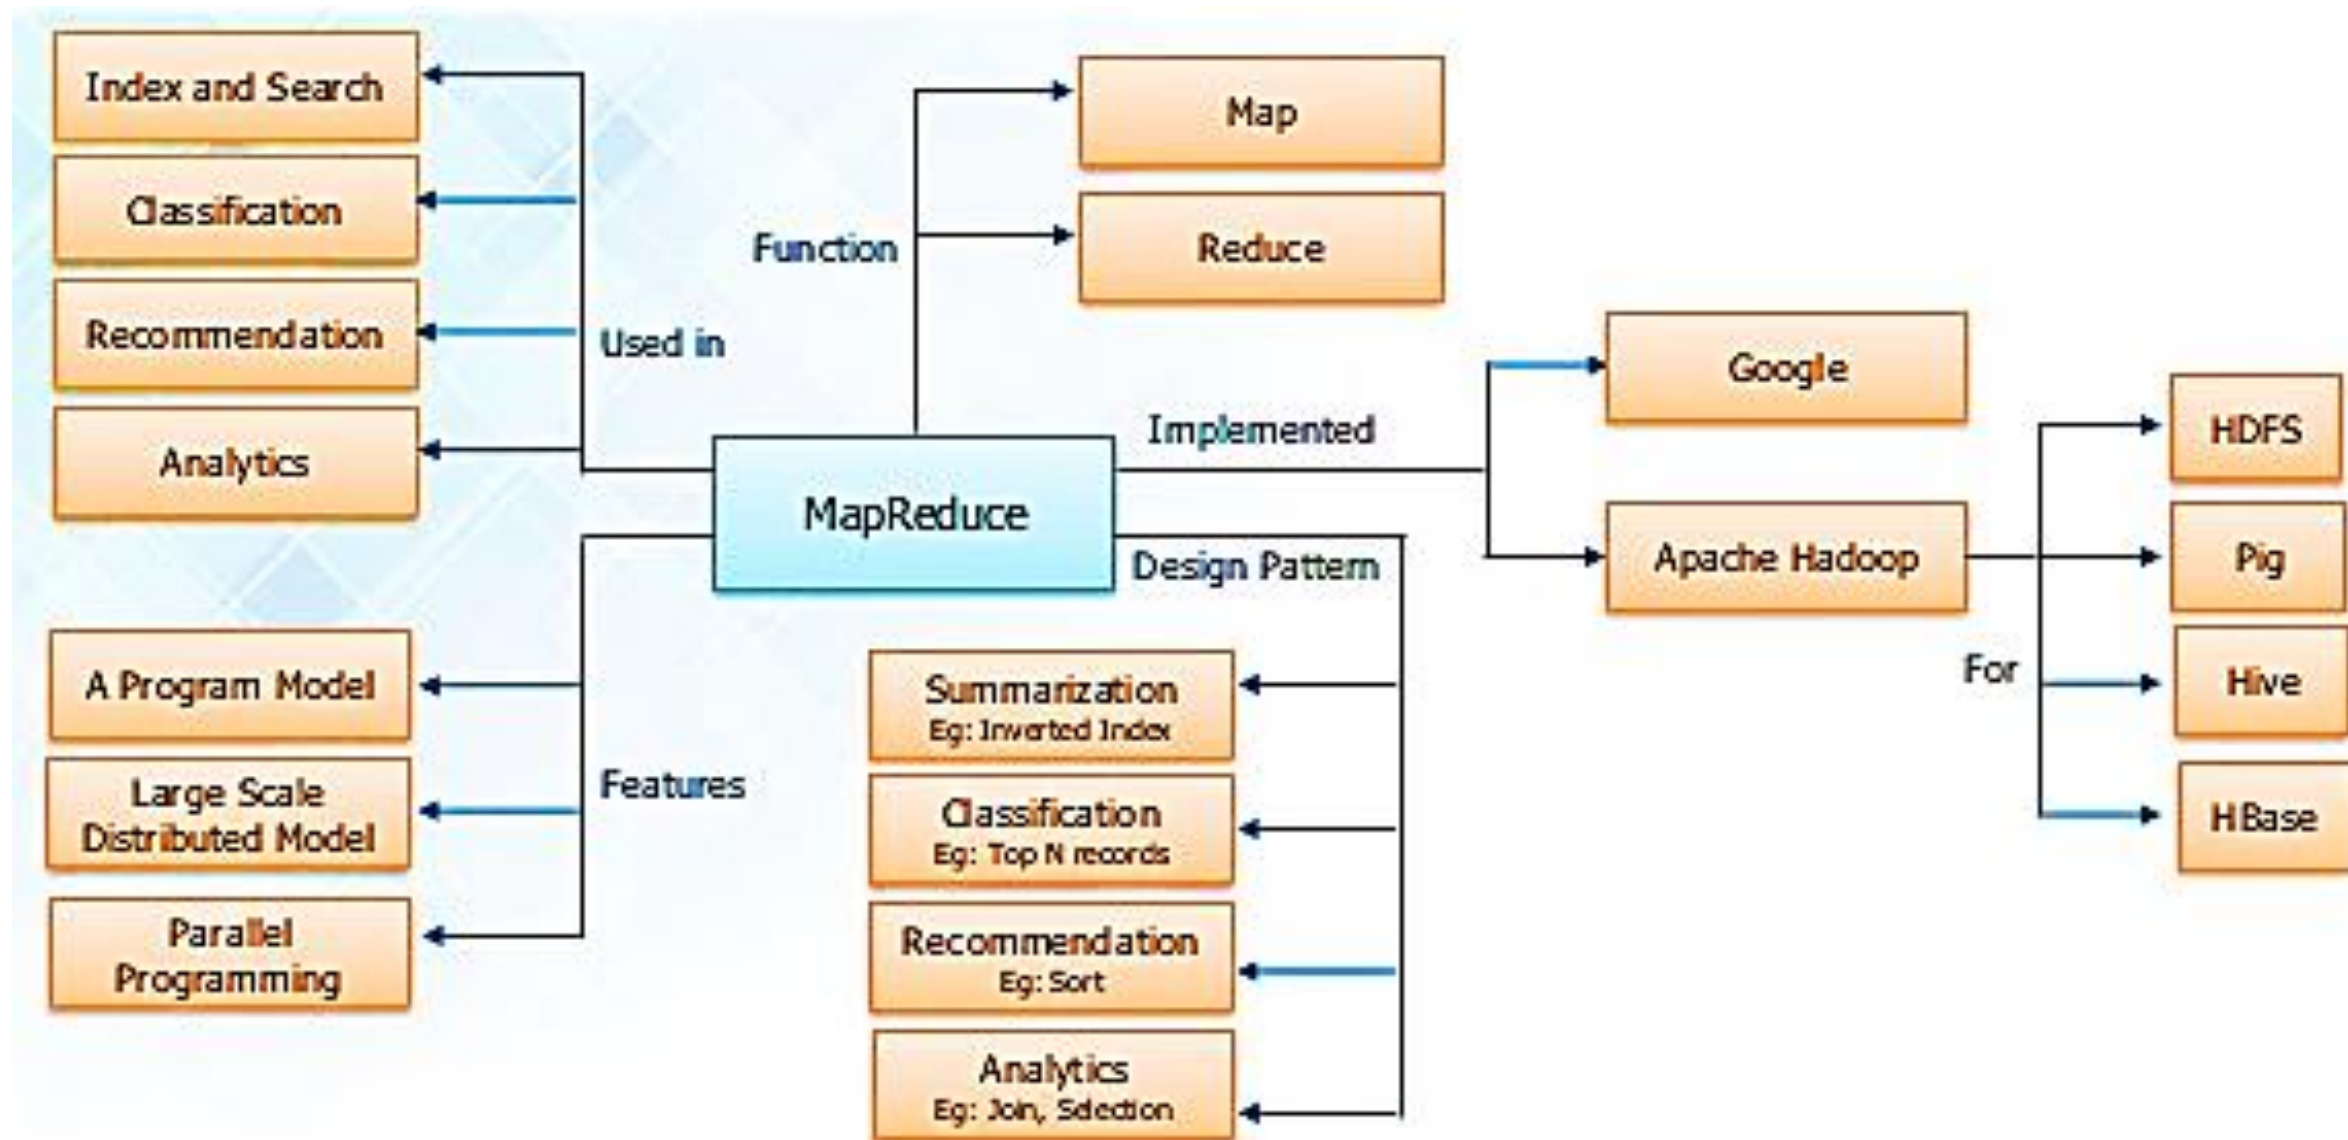 Index and Search
Classification
Recommendation
Analytics
Used in
Function
Map
Reduce
MapReduce
Implemented
Google
Apache Hadoop
For
HDFS
Pig
Hive
HBase
Design Pattern
Summarization
Eg: Inverted Index
Classification
Eg: Top N records
Recommendation
Eg: Sort
Analytics
Eg: Join, Selection
Features
A Program Model
Large Scale
Distributed Model
Parallel
Programming